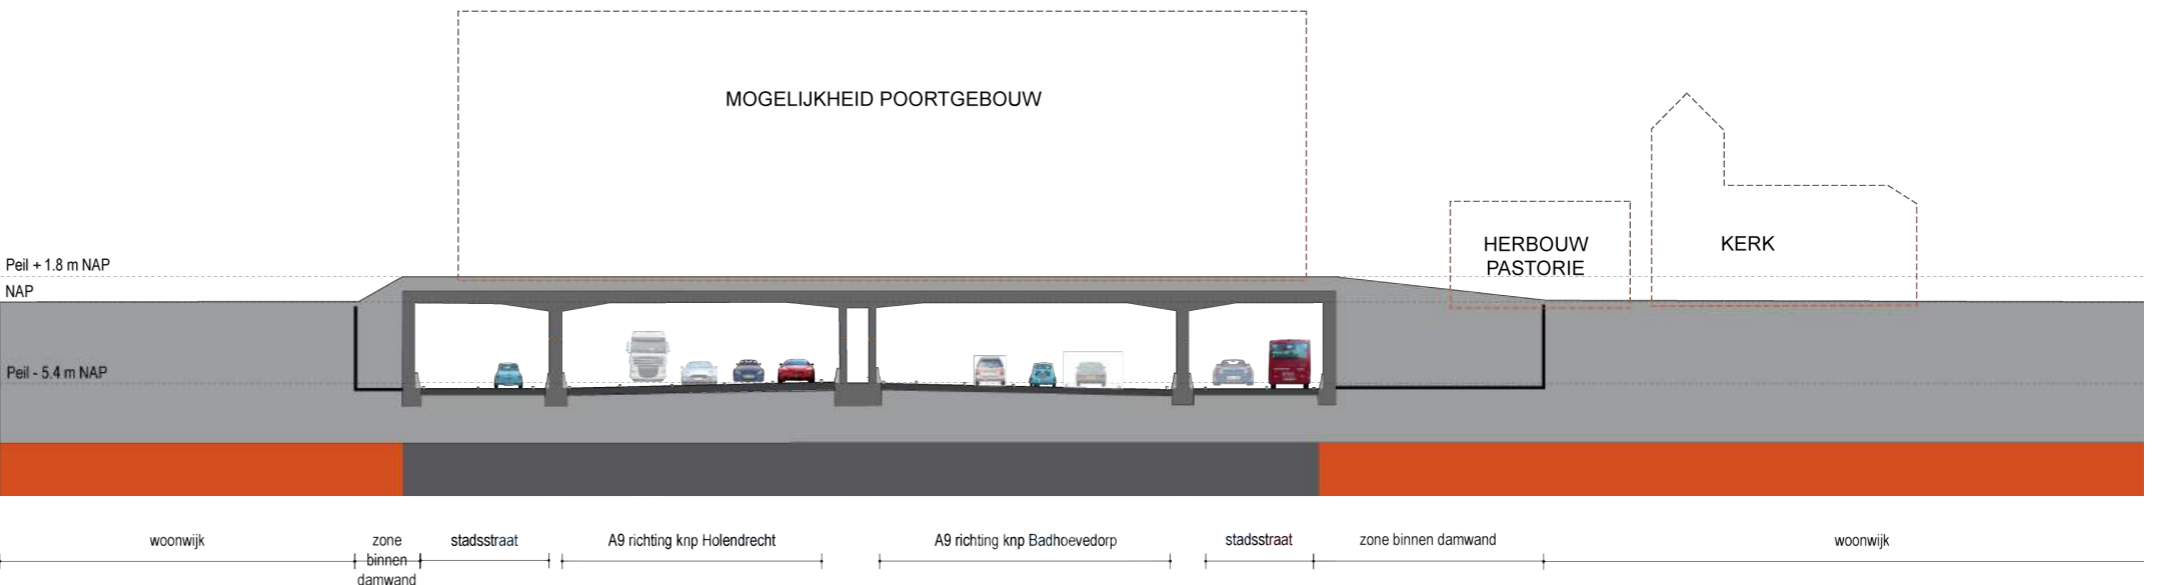 MOGELIJKHEID POORTGEBOUW
HERBOUW
PASTORIE
KERK
Peil + 1.8 m NAP
NAP
Peil - 5.4 m NAP
woonwijk
zone
binnen
damwand
stadsstraat
A9 richting knp Holendrecht
A9 richting knp Badhoevedorp
stadsstraat
zone binnen damwand
woonwijk